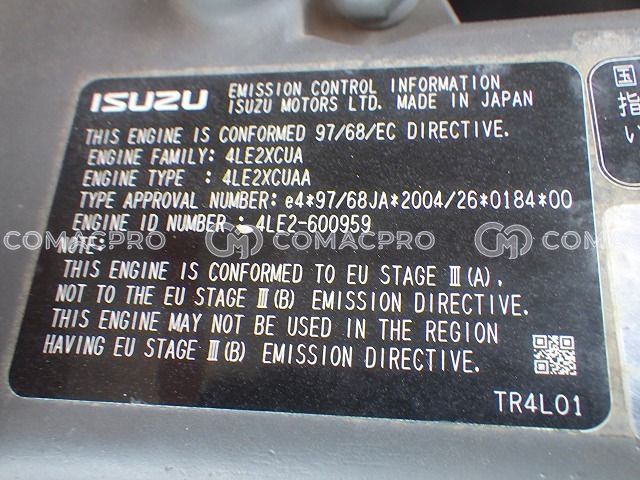 ISUZU EMISSION CONTROL INFORMATION
ISUZU MOTORS LTD. MADE IN JAPAN
THIS ENGINE IS CONFORMED 97/68/EC DIRECTIVE.
ENGINE FAMILY: 4LE2XCUA
ENGINE TYPE : 4LE2XCUAA
TYPE APPROVAL NUMBER: e4*97/68JA*2004/26*0184*00
ENGINE ID NUMBER: 4LE2-600959
COMACPRO COMACPRO COMACPRO
NOTE:
THIS ENGINE IS CONFORMED TO EU STAGE Ⅲ(A),
NOT TO THE EU STAGE Ⅲ(B) EMISSION DIRECTIVE.
THIS ENGINE MAY NOT BE USED IN THE REGION
HAVING EU STAGE Ⅲ(B) EMISSION DIRECTIVE.
TR4L01
国
指
い